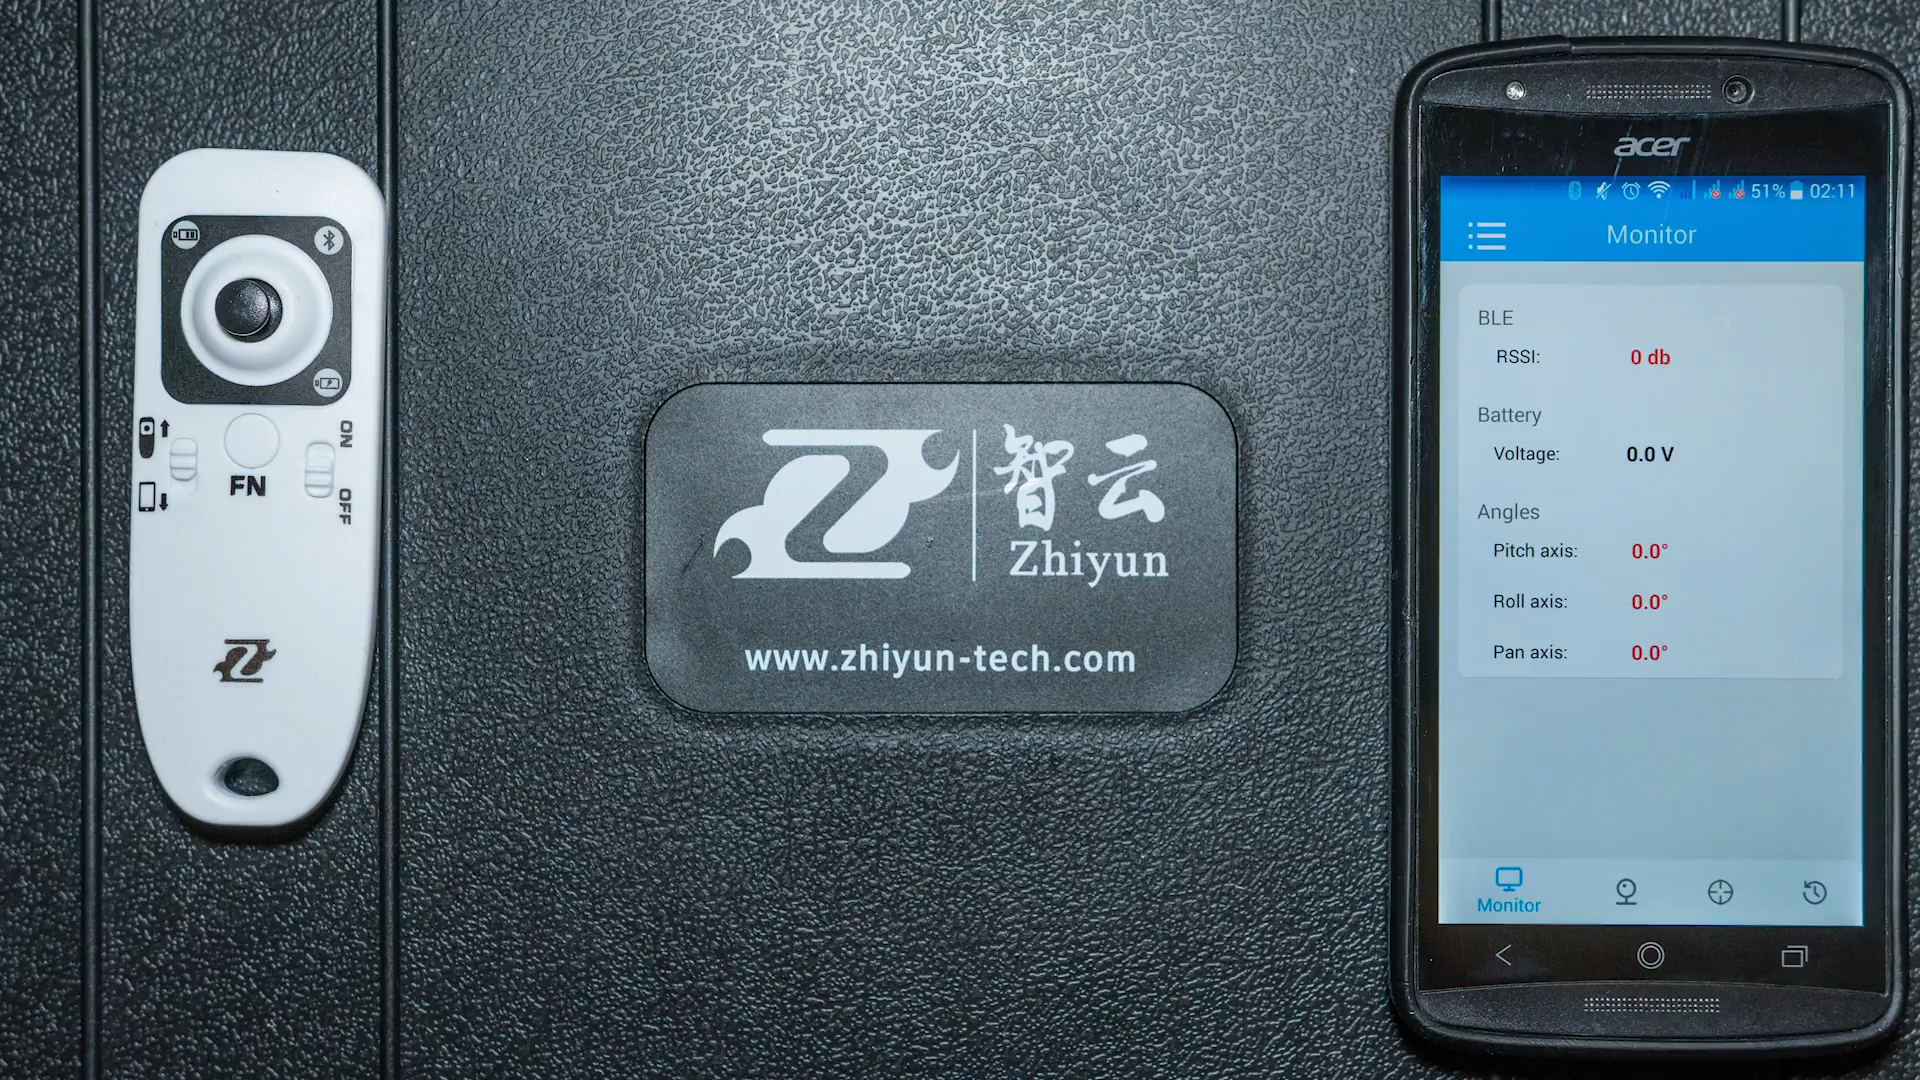 ON
FN
OFF
智云
Zhiyun
www.zhiyun-tech.com
acer
51% 02:11
Monitor
BLE
RSSI: 0 db
Battery
Voltage: 0.0 V
Angles
Pitch axis: 0.0°
Roll axis: 0.0°
Pan axis: 0.0°
Monitor